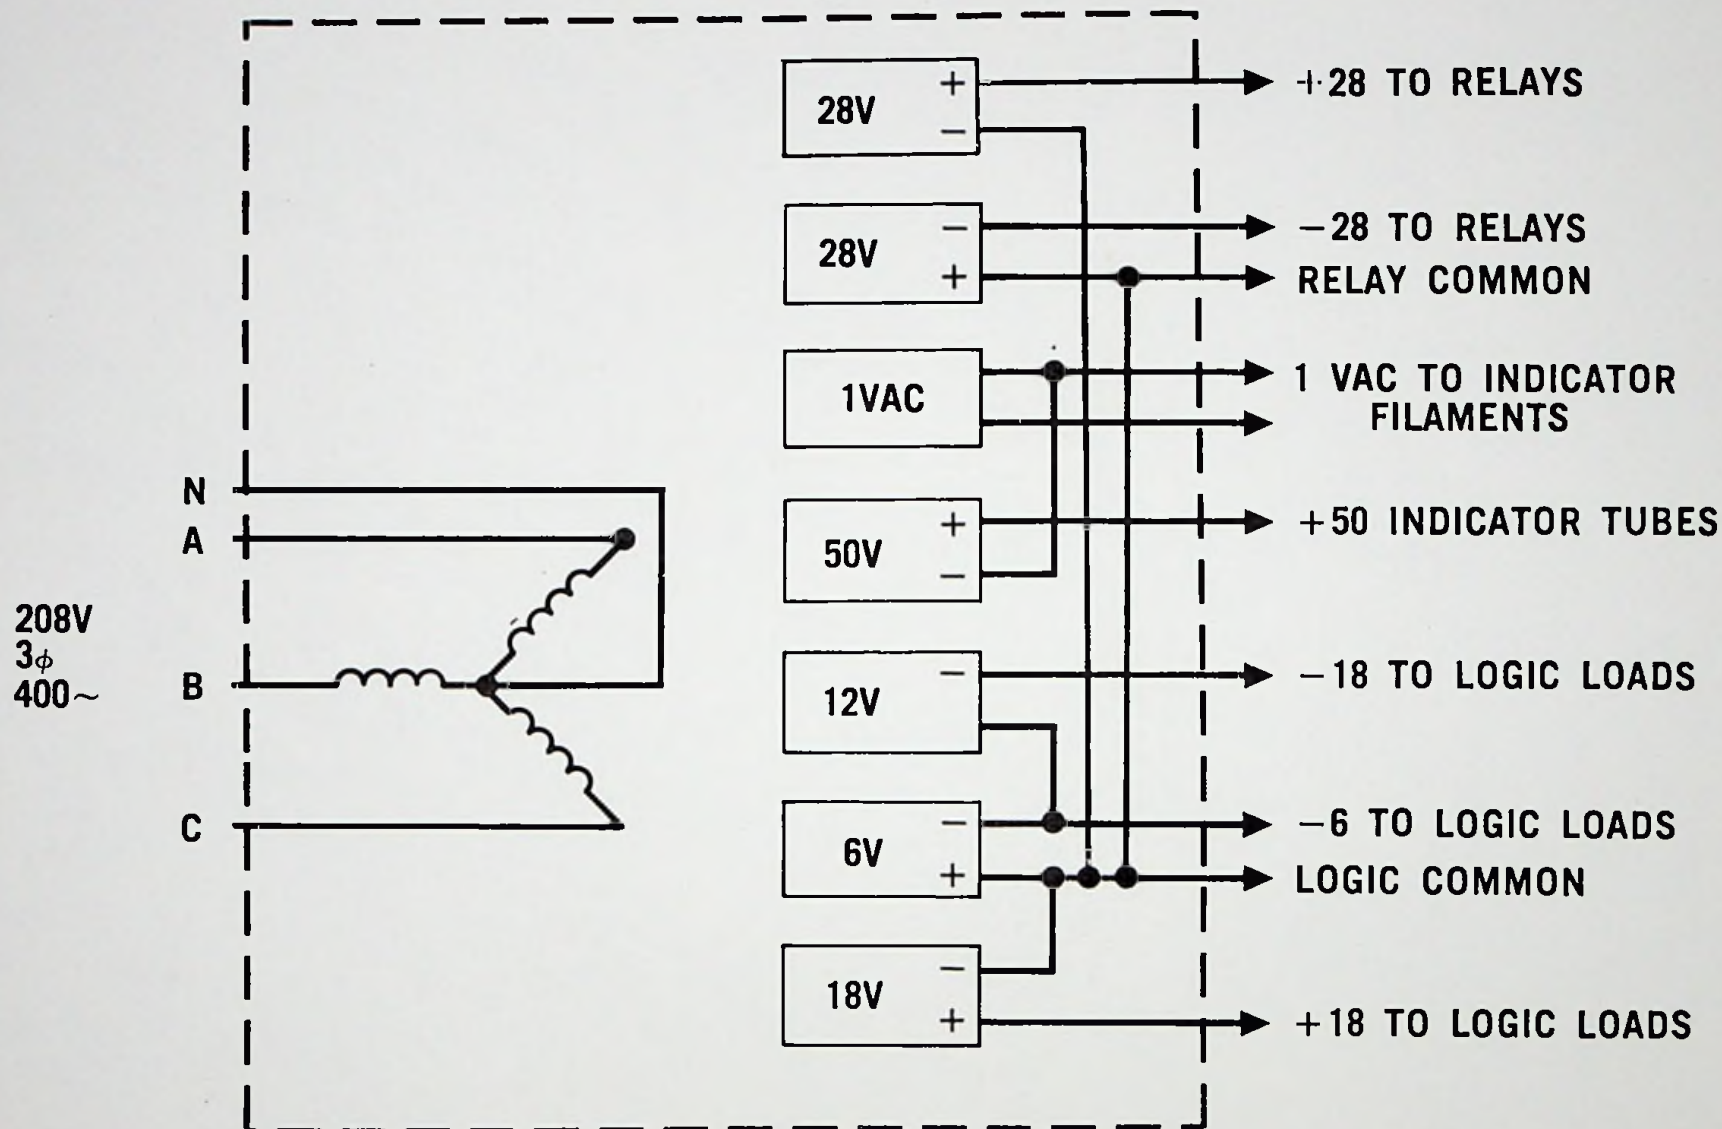 28V
+
−
+28 TO RELAYS
28V
−
+
−28 TO RELAYS
RELAY COMMON
1VAC
1 VAC TO INDICATOR
FILAMENTS
50V
+
−
+50 INDICATOR TUBES
12V
−
−18 TO LOGIC LOADS
6V
−
+
−6 TO LOGIC LOADS
LOGIC COMMON
18V
−
+
+18 TO LOGIC LOADS
N
A
B
C
208V
3ϕ
400~